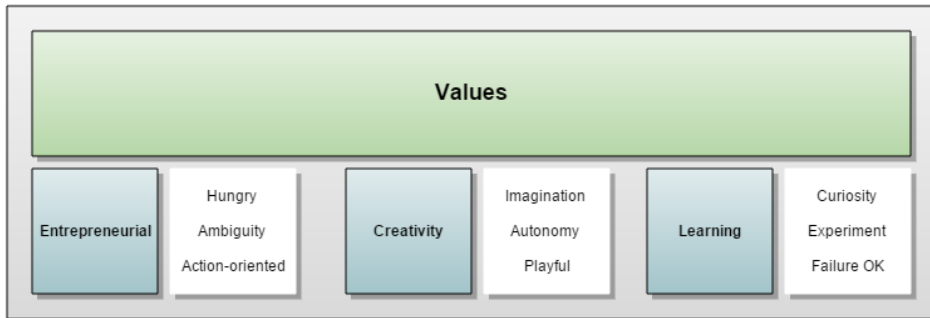 Values
Entrepreneurial
Hungry
Ambiguity
Action-oriented
Creativity
Imagination
Autonomy
Playful
Learning
Curiosity
Experiment
Failure OK